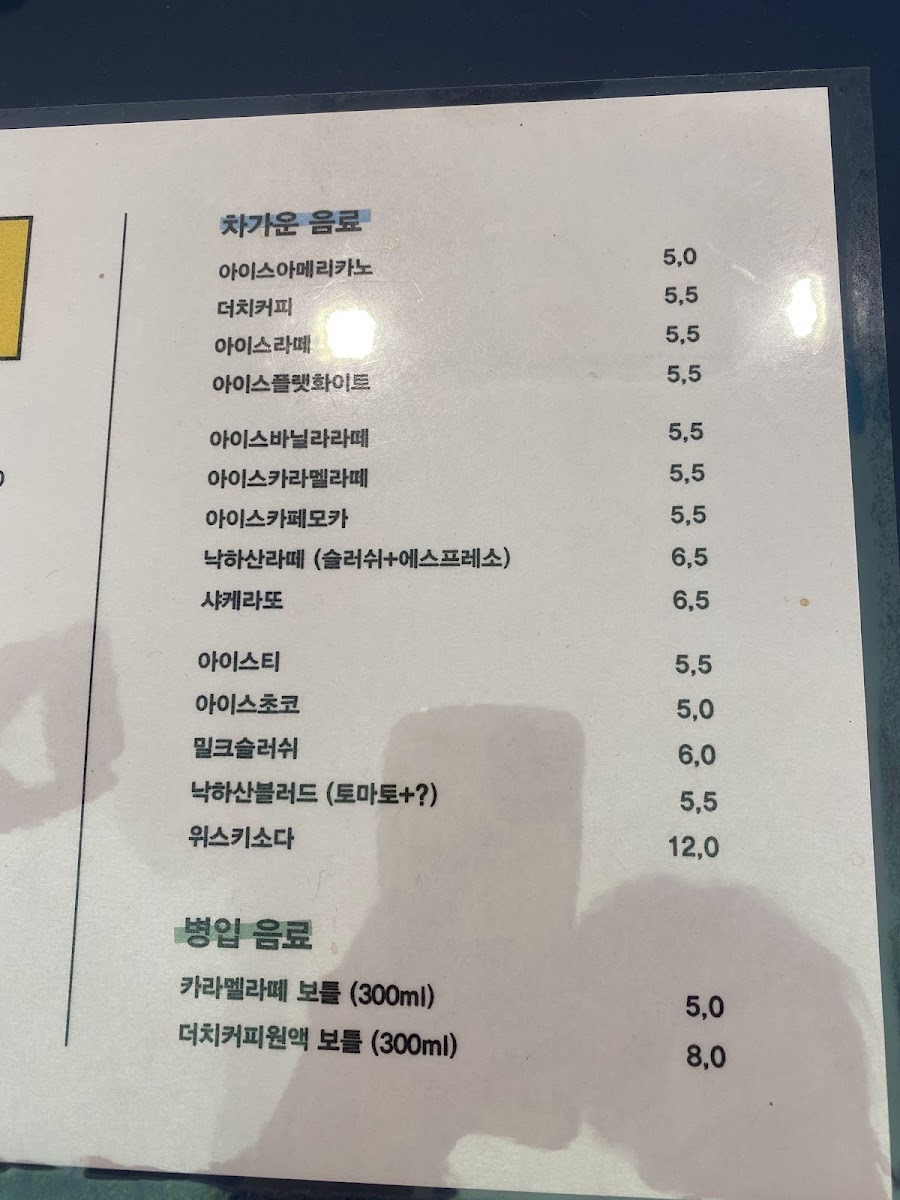 차가운 음료
아이스아메리카노 5,0
더치커피 5,5
아이스라떼 5,5
아이스플랫화이트 5,5
아이스바닐라라떼 5,5
아이스카라멜라떼 5,5
아이스카페모카 5,5
낙하산라떼 (슬러쉬+에스프레소) 6,5
샤케라또 6,5
아이스티 5,5
아이스초코 5,0
밀크슬러쉬 6,0
낙하산블러드 (토마토+?) 5,5
위스키소다 12,0
병입 음료
카라멜라떼 보틀 (300ml) 5,0
더치커피원액 보틀 (300ml) 8,0